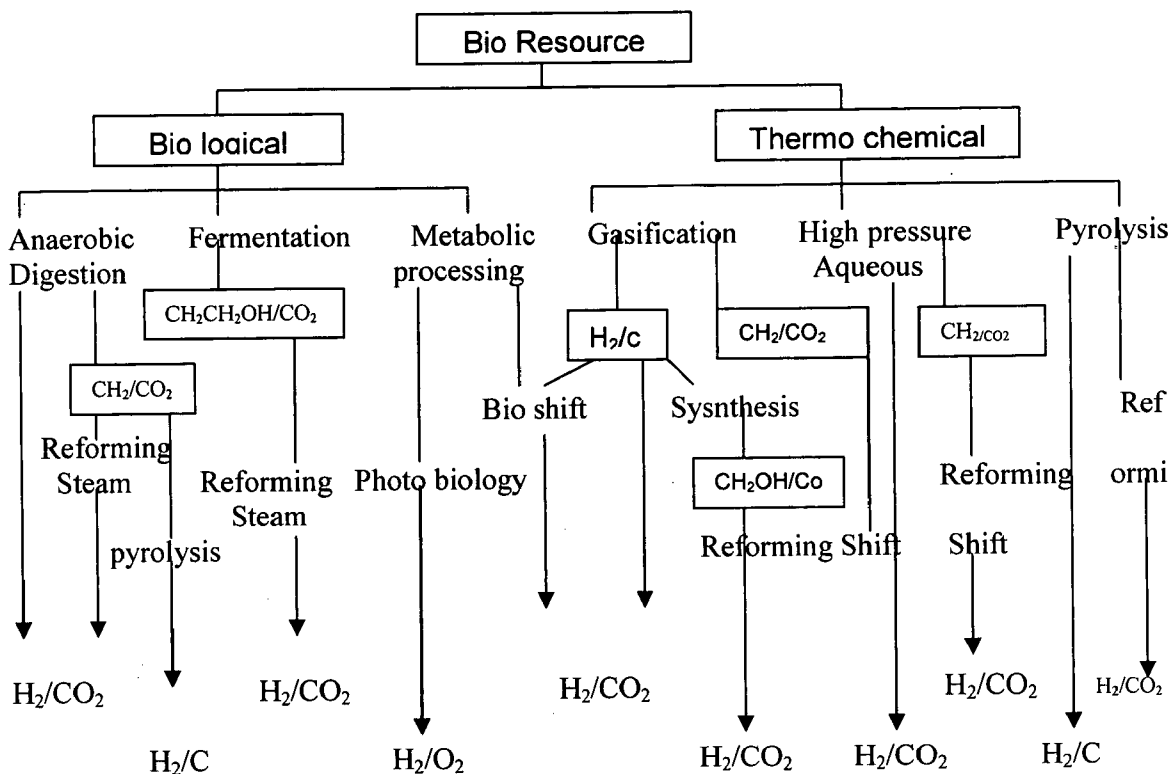 Bio Resource
Bio logical
Thermo chemical
Anaerobic
Digestion
Fermentation
Metabolic
processing
Gasification
High pressure
Aqueous
Pyrolysis
CH₂CH₂OH/CO₂
H₂/c
CH₂/CO₂
CH₂/CO₂
CH₂/CO₂
Bio shift
Sysnthesis
Ref
Reforming
Steam
Reforming
Steam
Photo biology
CH₂OH/Co
Reforming
ormi
pyrolysis
Reforming Shift
Shift
H₂/CO₂
H₂/CO₂
H₂/CO₂
H₂/CO₂
H₂/CO₂
H₂/C
H₂/O₂
H₂/CO₂
H₂/CO₂
H₂/C